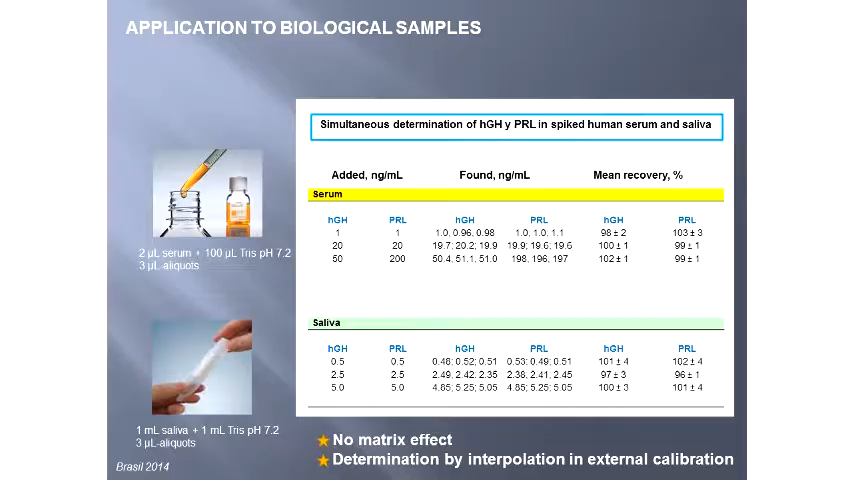 APPLICATION TO BIOLOGICAL SAMPLES
Simultaneous determination of hGH y PRL in spiked human serum and saliva
Added, ng/mL Found, ng/mL Mean recovery, %
Serum
hGH PRL hGH PRL hGH PRL
1 1 1.0, 0.96, 0.98 1.0, 1.0, 1.1 98 ± 2 103 ± 3
20 20 19.7; 20.2; 19.9 19.9; 19.6; 19.6 100 ± 1 99 ± 1
50 200 50.4, 51.1, 51.0 198, 196, 197 102 ± 1 99 ± 1
2 µL serum + 100 µL Tris pH 7.2
3 µL-aliquots
Saliva
hGH PRL hGH PRL hGH PRL
0.5 0.5 0.48; 0.52; 0.51 0.53; 0.49; 0.51 101 ± 4 102 ± 4
2.5 2.5 2.49, 2.42, 2.35 2.38, 2.41, 2.45 97 ± 3 96 ± 1
5.0 5.0 4.85; 5.25; 5.05 4.85; 5.25; 5.05 100 ± 3 101 ± 4
1 mL saliva + 1 mL Tris pH 7.2
3 µL-aliquots
No matrix effect
Determination by interpolation in external calibration
Brasil 2014